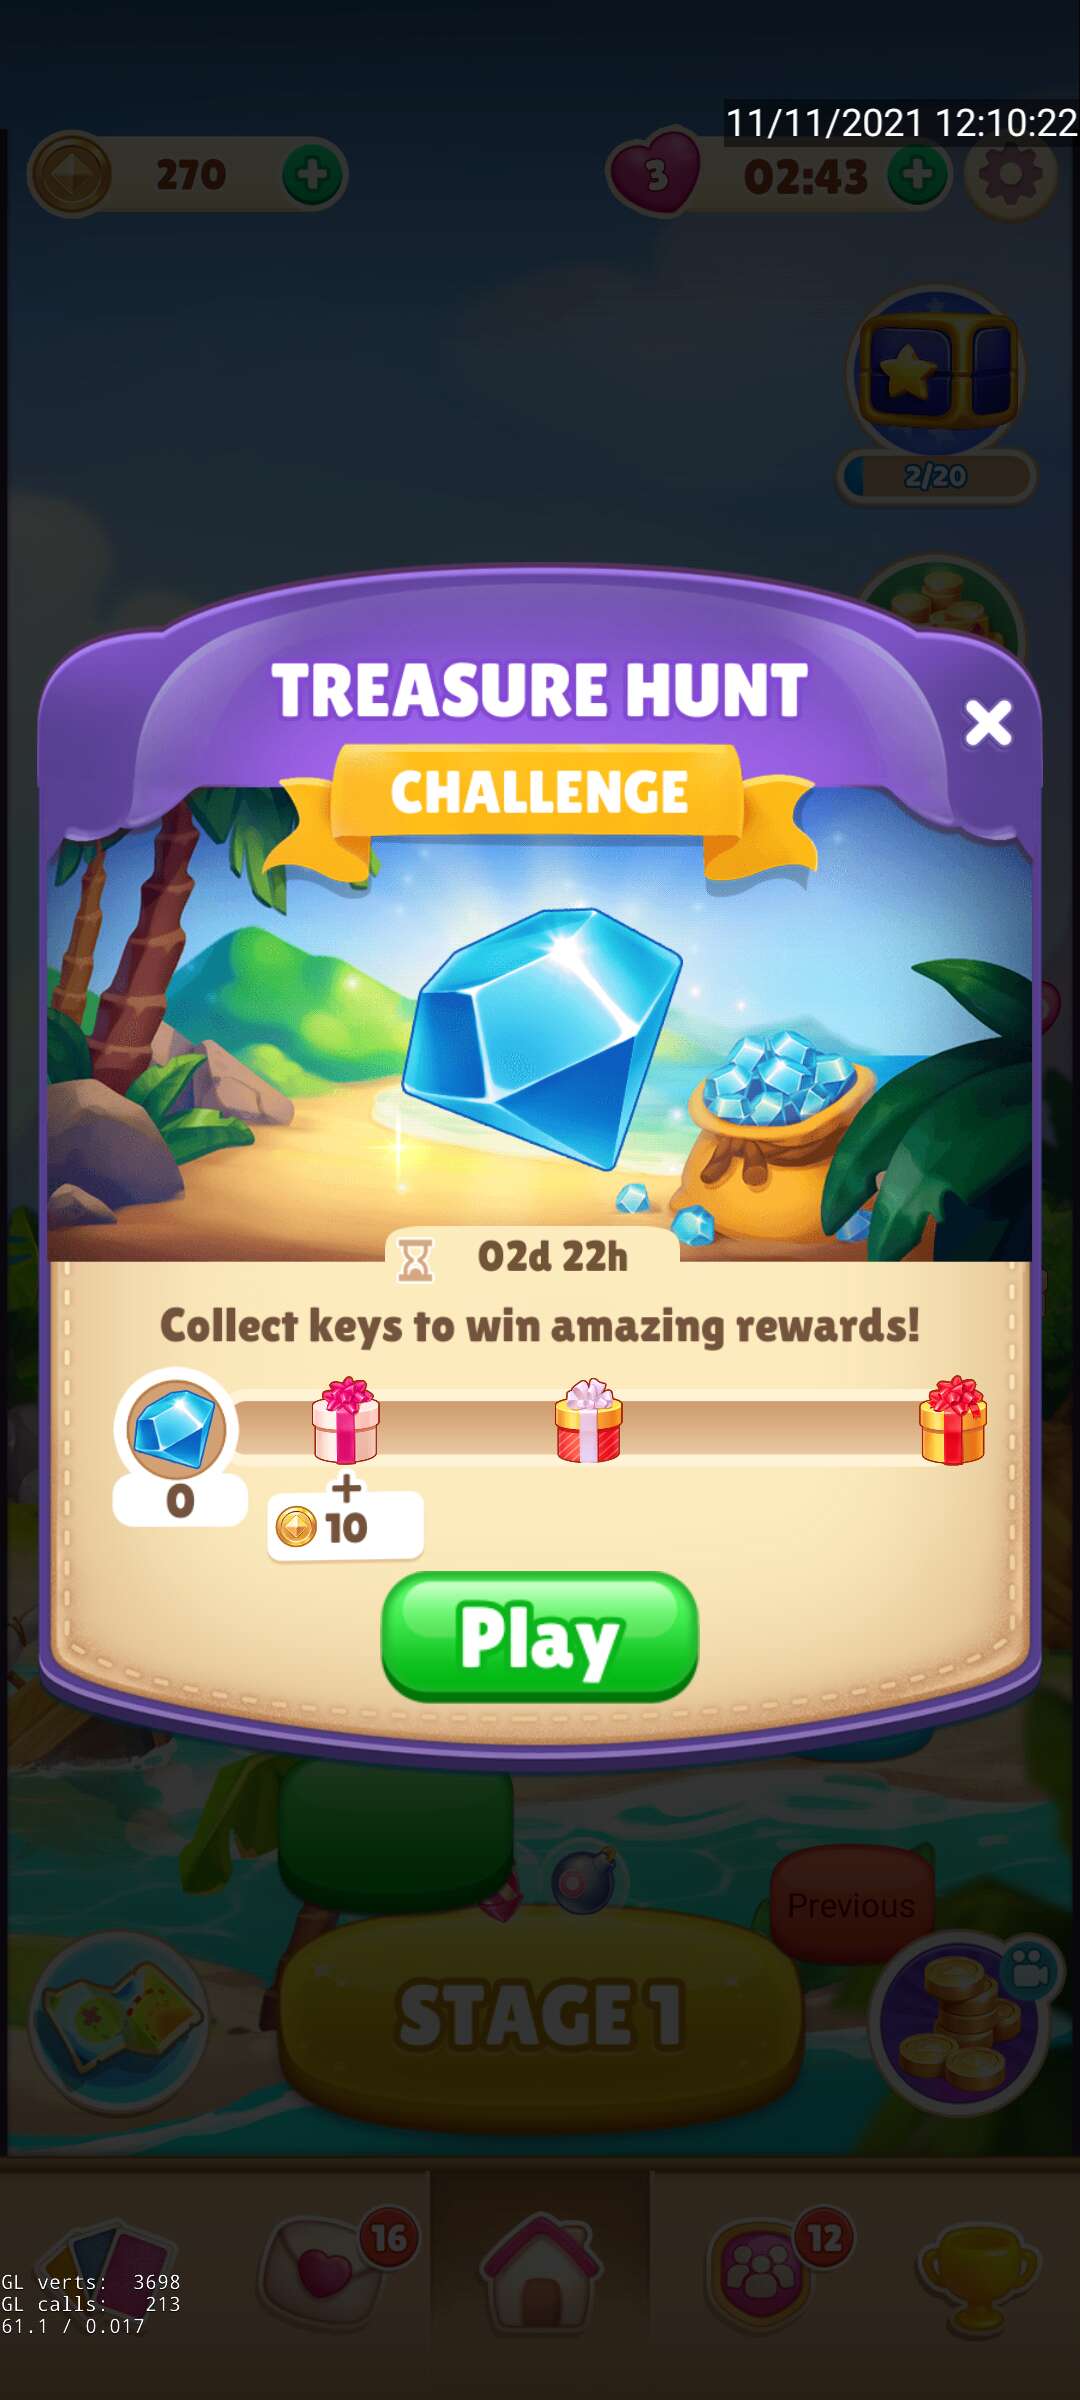 11/11/2021 12:10:22
270
3
02:43
2/20
TREASURE HUNT
CHALLENGE
02d 22h
Collect keys to win amazing rewards!
0
+
10
Play
Previous
STAGE 1
16
12
GL verts: 3698
GL calls: 213
61.1 / 0.017